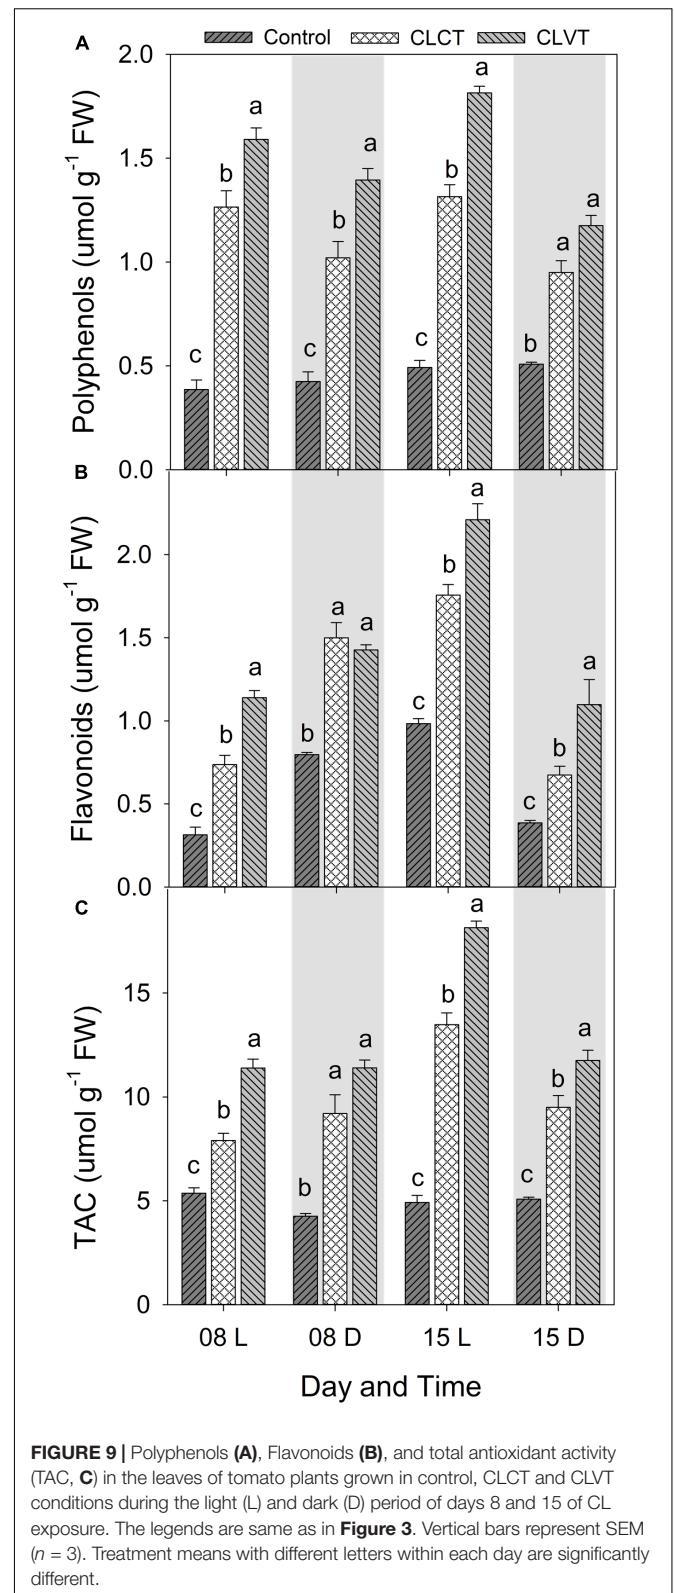 A
Control CLCT CLVT
Polyphenols (umol g-1 FW)
2.0
1.5
1.0
0.5
0.0
c b a c b a c b a b a a
B
Flavonoids (umol g-1 FW)
2.0
1.5
1.0
0.5
0.0
c b a b a a c b a c b a
C
TAC (umol g-1 FW)
15
10
5
0
c b a b a a c b a c b a
08 L 08 D 15 L 15 D
Day and Time
FIGURE 9 | Polyphenols (A), Flavonoids (B), and total antioxidant activity
(TAC, C) in the leaves of tomato plants grown in control, CLCT and CLVT
conditions during the light (L) and dark (D) period of days 8 and 15 of CL
exposure. The legends are same as in Figure 3. Vertical bars represent SEM
(n = 3). Treatment means with different letters within each day are significantly
different.